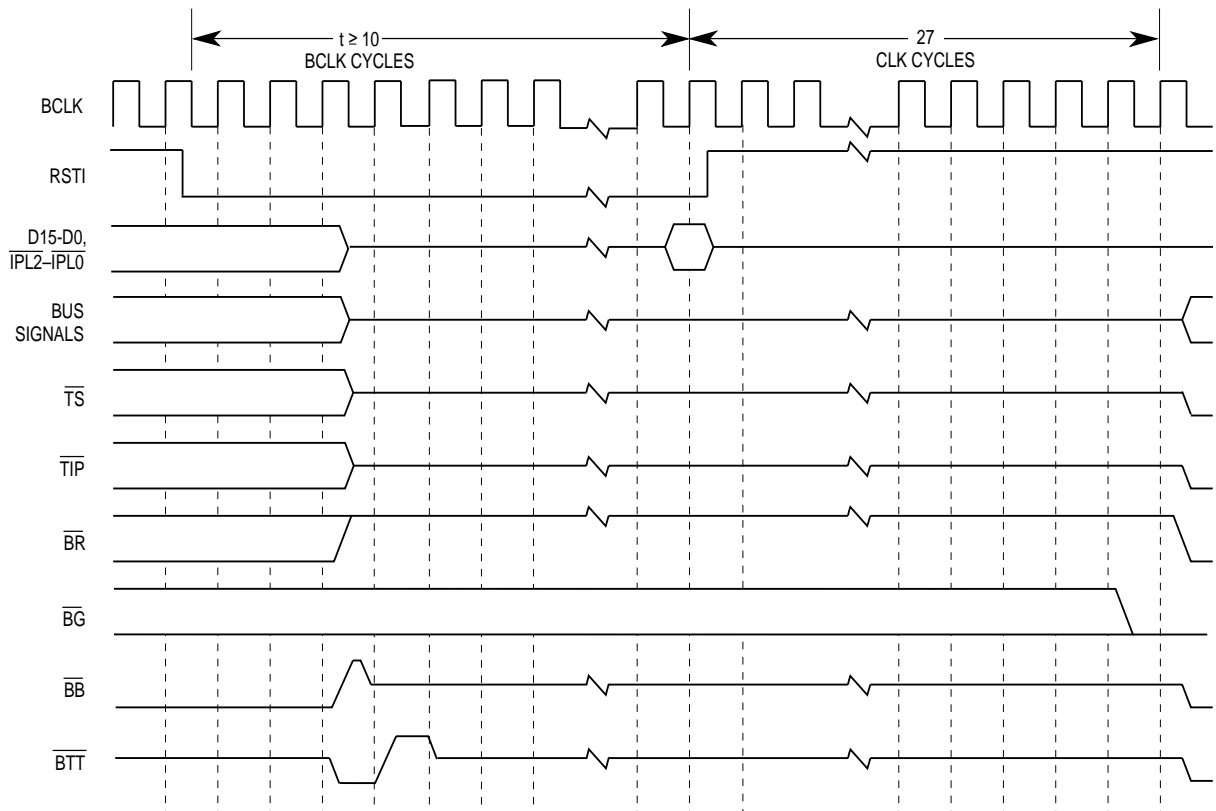 t ≥ 10
BCLK CYCLES
27
CLK CYCLES
BCLK
RSTI
D15-D0,
IPL2–IPL0
BUS
SIGNALS
TS
TIP
BR
BG
BB
BTT